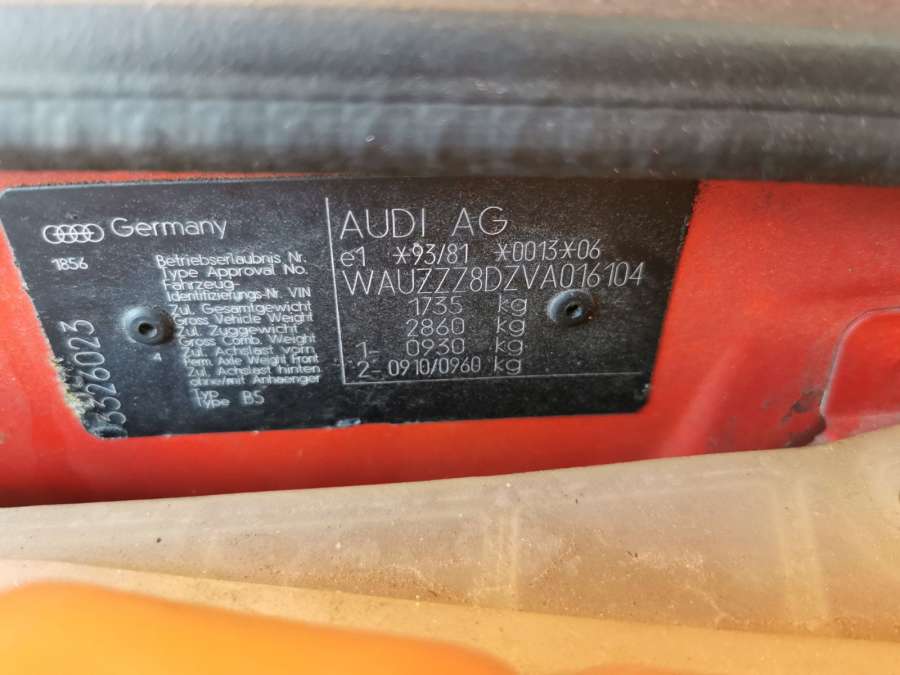 Germany
1856
Betriebserlaubnis Nr.
Type Approval No.
Fahrzeug-
Identifizierungs-Nr. VIN
Zul. Gesamtgewicht
Gross Vehicle Weight
Zul. Zuggewicht
Gross Comb. Weight
Zul. Achslast vorn
Perm. Axle Weight Front
Zul. Achslast hinten
ohne/mit Anhaenger
Typ
Type B5
4
AUDI AG
e1 *93/81 *0013*06
WAUZZZ8DZVA016104
1735 kg
2860 kg
1- 0930 kg
2- 0910/0960 kg
3326023